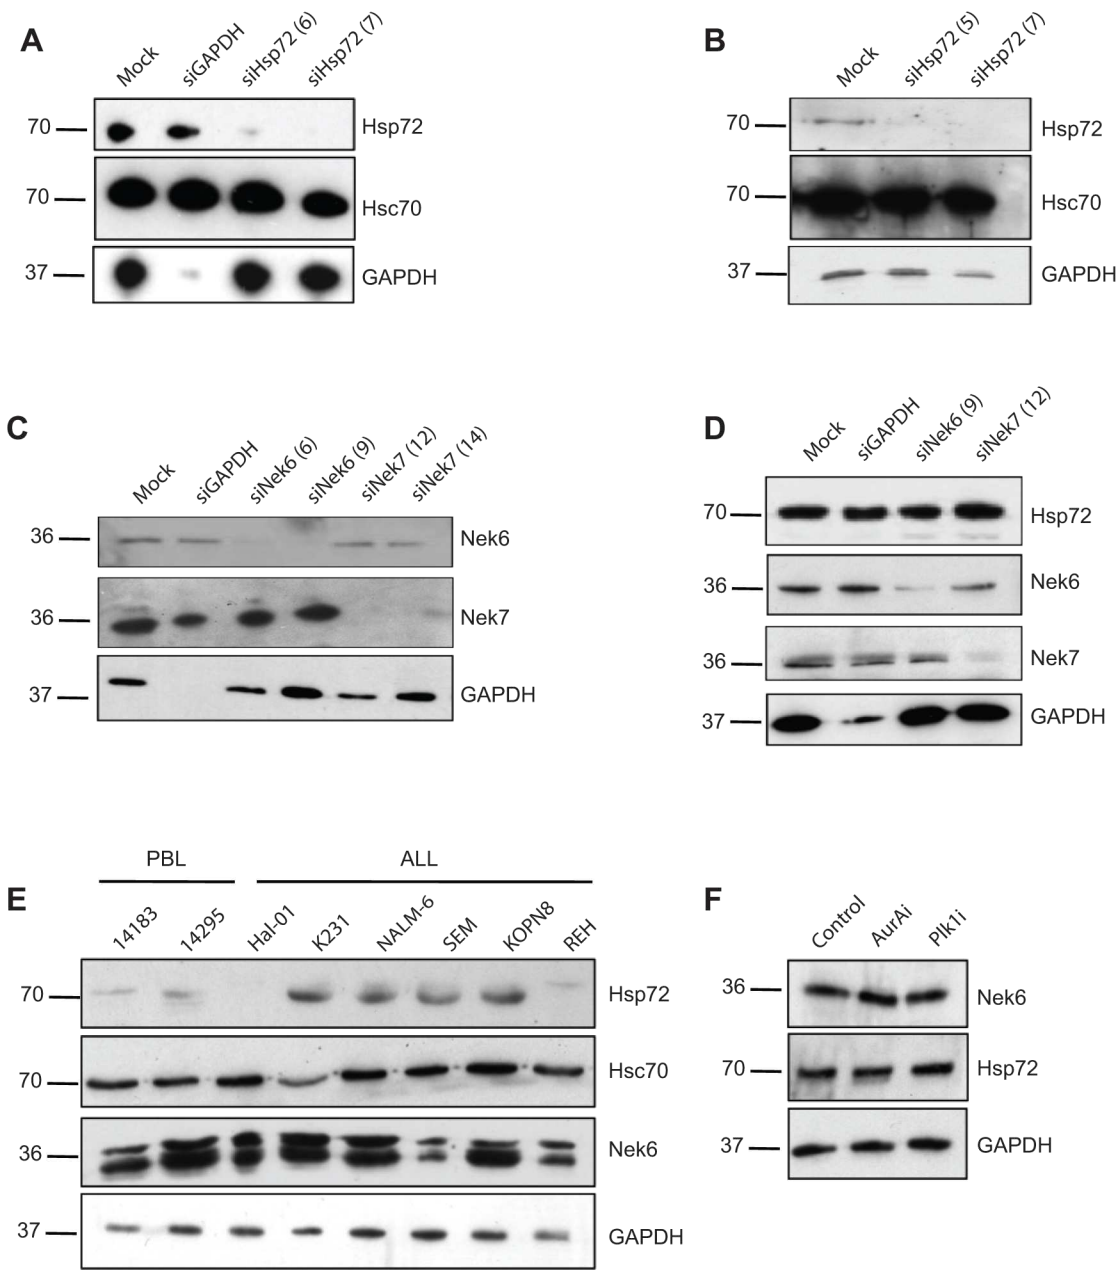 A
Mock
siGAPDH
siHsp72 (6)
siHsp72 (7)
70
Hsp72
70
Hsc70
37
GAPDH
B
Mock
siHsp72 (5)
siHsp72 (7)
70
Hsp72
70
Hsc70
37
GAPDH
C
Mock
siGAPDH
siNek6 (6)
siNek6 (9)
siNek7 (12)
siNek7 (14)
36
Nek6
36
Nek7
37
GAPDH
D
Mock
siGAPDH
siNek6 (9)
siNek7 (12)
70
Hsp72
36
Nek6
36
Nek7
37
GAPDH
E
PBL
ALL
14183
14295
Hal-01
K231
NALM-6
SEM
KOPN8
REH
70
Hsp72
70
Hsc70
36
Nek6
37
GAPDH
F
Control
AurAi
Plk1i
36
Nek6
70
Hsp72
37
GAPDH